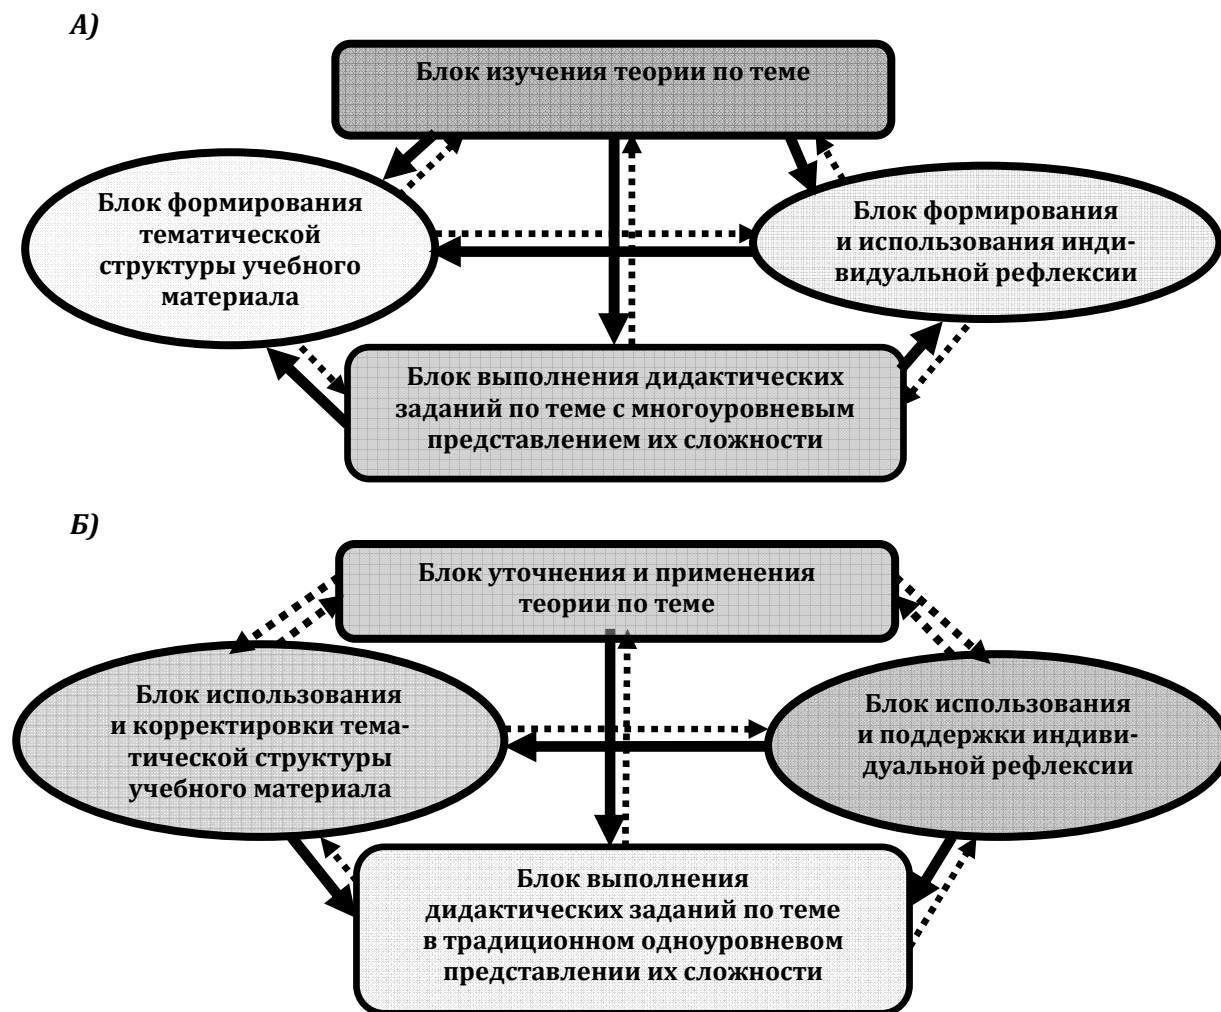 А)
Блок изучения теории по теме
Блок формирования
тематической
структуры учебного
материала
Блок формирования
и использования инди-
видуальной рефлексии
Блок выполнения дидактических
заданий по теме с многоуровневым
представлением их сложности
Б)
Блок уточнения и применения
теории по теме
Блок использования
и корректировки тема-
тической структуры
учебного материала
Блок использования
и поддержки индиви-
дуальной рефлексии
Блок выполнения
дидактических заданий по теме
в традиционном одноуровневом
представлении их сложности